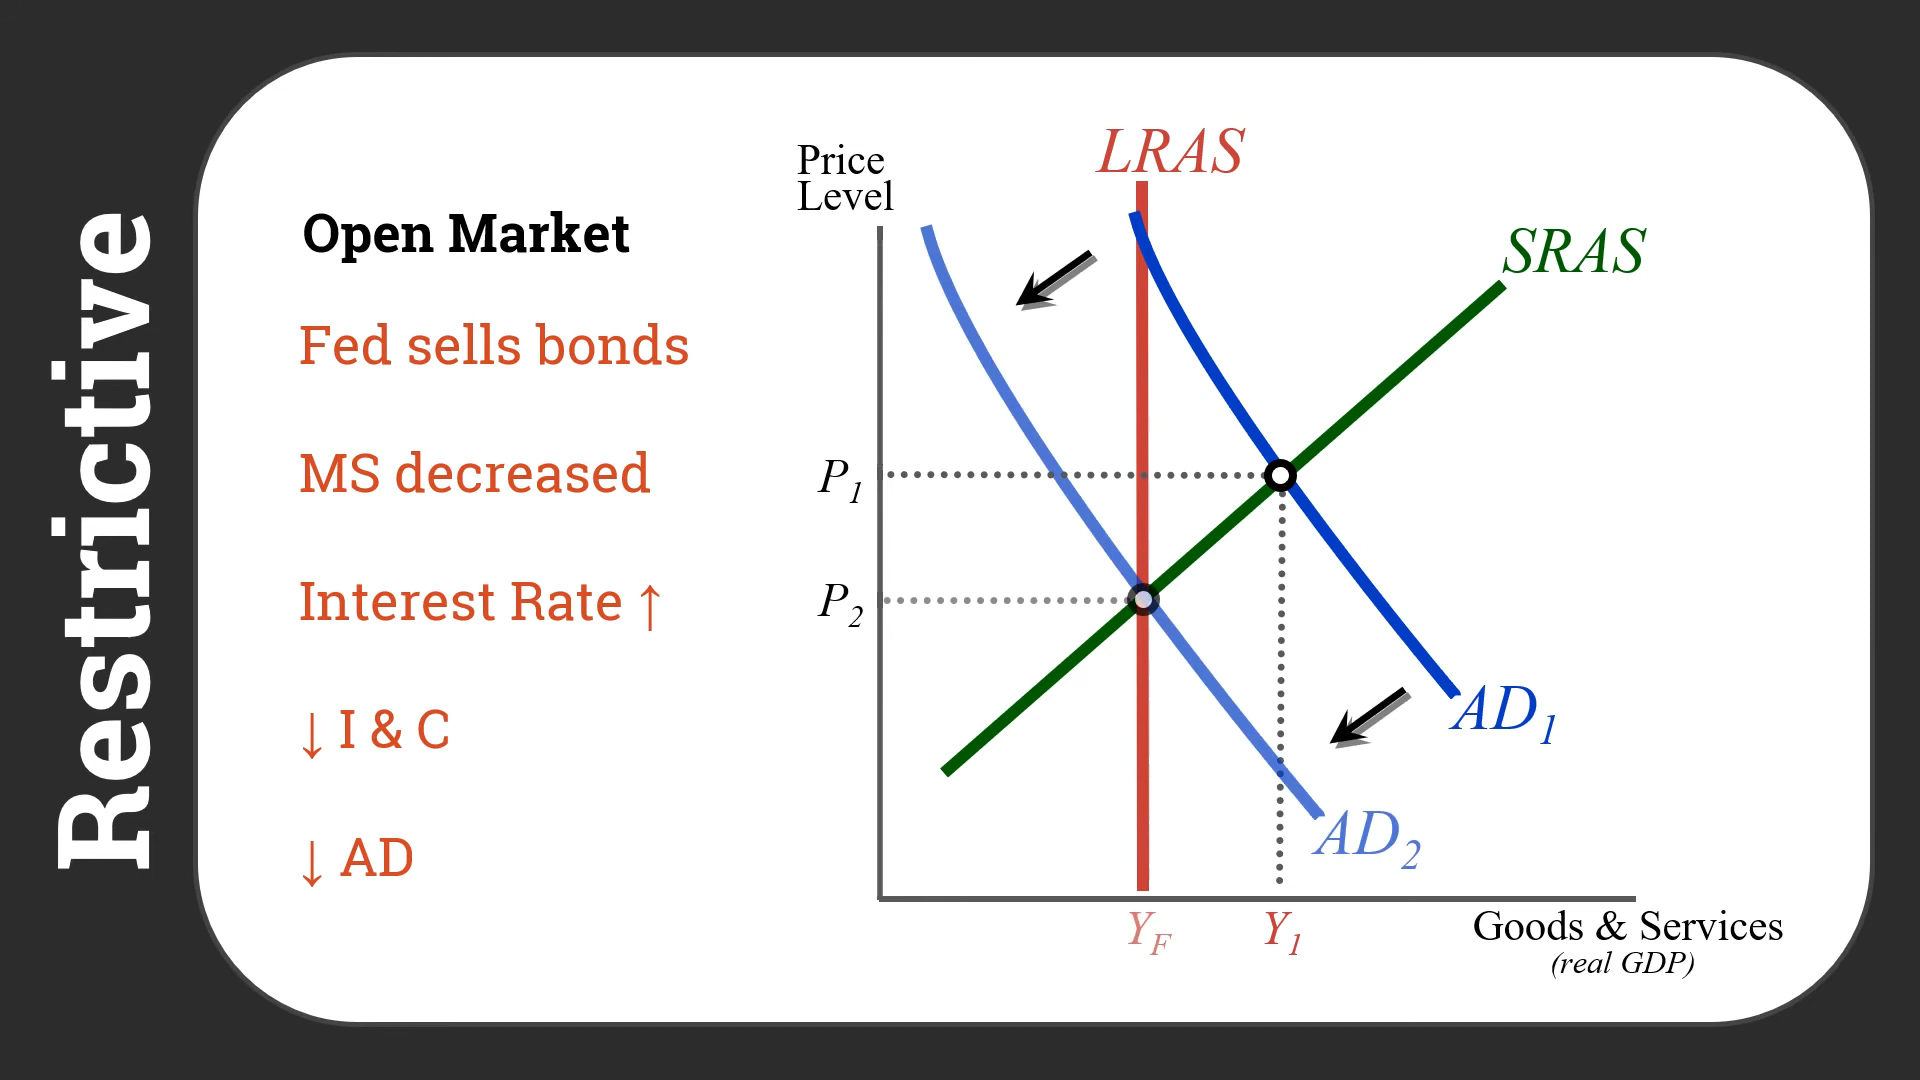 Restrictive
Open Market
Fed sells bonds
MS decreased
Interest Rate ↑
↓ I & C
↓ AD
Price
Level
LRAS
SRAS
P1
P2
AD1
AD2
YF
Y1
Goods & Services
(real GDP)